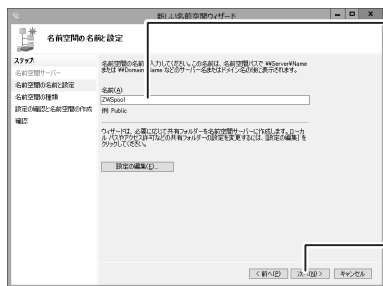 新しい名前空間ウィザード
名前空間の名前と設定
ステップ:
名前空間サーバー
名前空間の名前と設定
名前空間の種類
設定の確認と名前空間の作成
確認
名前空間の名前 入力してください。この名前は、名前空間パスで ¥¥Server¥Name
または ¥¥Domain ame などのサーバー名またはドメイン名の後に表示されます。
名前(A):
ZWSpool
例: Public
ウィザードは、必要に応じて共有フォルダーを名前空間サーバーに作成します。ローカ
ル パスやアクセス許可などの共有フォルダーの設定を変更するには、[設定の編集] を
クリックしてください。
設定の編集(E)...
< 前へ(P)
次へ(N) >
キャンセル